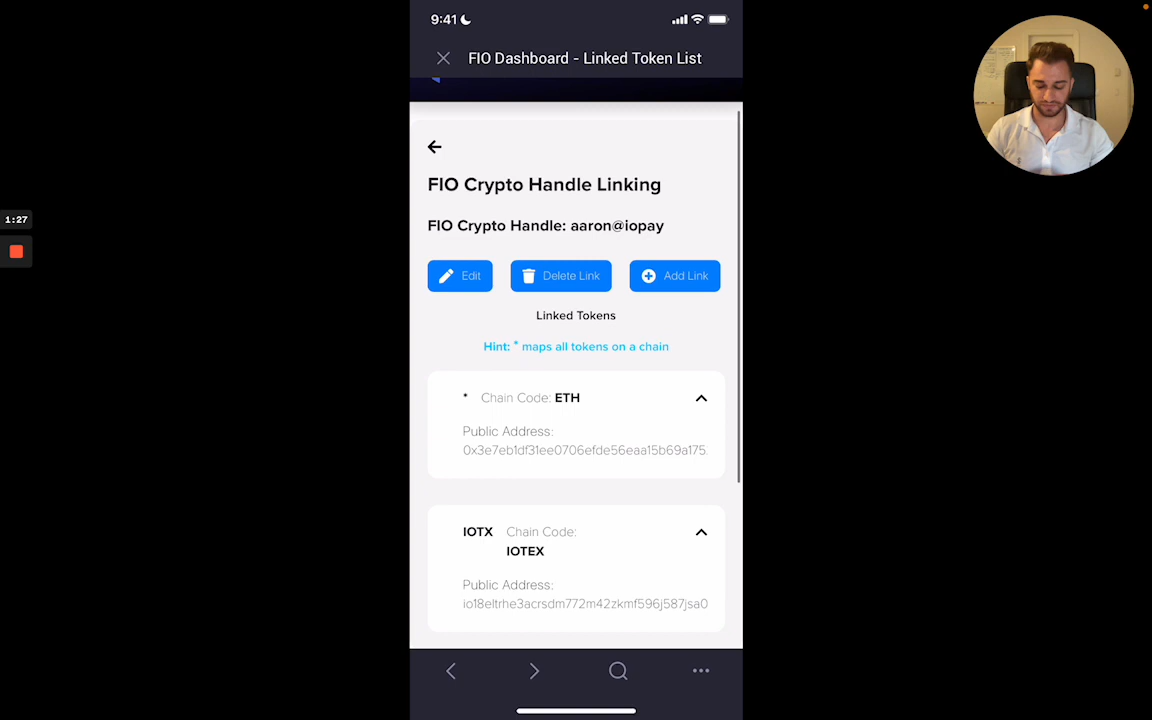 9:41
FIO Dashboard - Linked Token List
FIO Crypto Handle Linking
FIO Crypto Handle: aaron@iopay
1:27
Edit
Delete Link
Add Link
Linked Tokens
Hint: * maps all tokens on a chain
* Chain Code: ETH
Public Address:
0x3e7eb1df31ee0706efde56eaa15b69a175.
IOTX Chain Code:
IOTEX
Public Address:
io18eltrhe3acrsdm772m42zkmf596j587jsa0